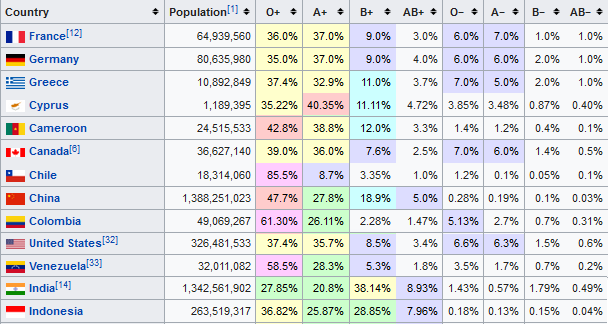 Country Population[1] O+ A+ B+ AB+ O− A− B− AB−
France[12] 64,939,560 36.0% 37.0% 9.0% 3.0% 6.0% 7.0% 1.0% 1.0%
Germany 80,635,980 35.0% 37.0% 9.0% 4.0% 6.0% 6.0% 2.0% 1.0%
Greece 10,892,849 37.4% 32.9% 11.0% 3.7% 7.0% 5.0% 2.0% 1.0%
Cyprus 1,189,395 35.22% 40.35% 11.11% 4.72% 3.85% 3.48% 0.87% 0.40%
Cameroon 24,515,533 42.8% 38.8% 12.0% 3.3% 1.4% 1.2% 0.4% 0.1%
Canada[6] 36,627,140 39.0% 36.0% 7.6% 2.5% 7.0% 6.0% 1.4% 0.5%
Chile 18,314,060 85.5% 8.7% 3.35% 1.0% 1.2% 0.1% 0.05% 0.1%
China 1,388,251,023 47.7% 27.8% 18.9% 5.0% 0.28% 0.19% 0.1% 0.03%
Colombia 49,069,267 61.30% 26.11% 2.28% 1.47% 5.13% 2.7% 0.7% 0.31%
United States[32] 326,481,533 37.4% 35.7% 8.5% 3.4% 6.6% 6.3% 1.5% 0.6%
Venezuela[33] 32,011,082 58.5% 28.3% 5.3% 1.8% 3.5% 1.7% 0.7% 0.2%
India[14] 1,342,561,902 27.85% 20.8% 38.14% 8.93% 1.43% 0.57% 1.79% 0.49%
Indonesia 263,519,317 36.82% 25.87% 28.85% 7.96% 0.18% 0.13% 0.15% 0.04%